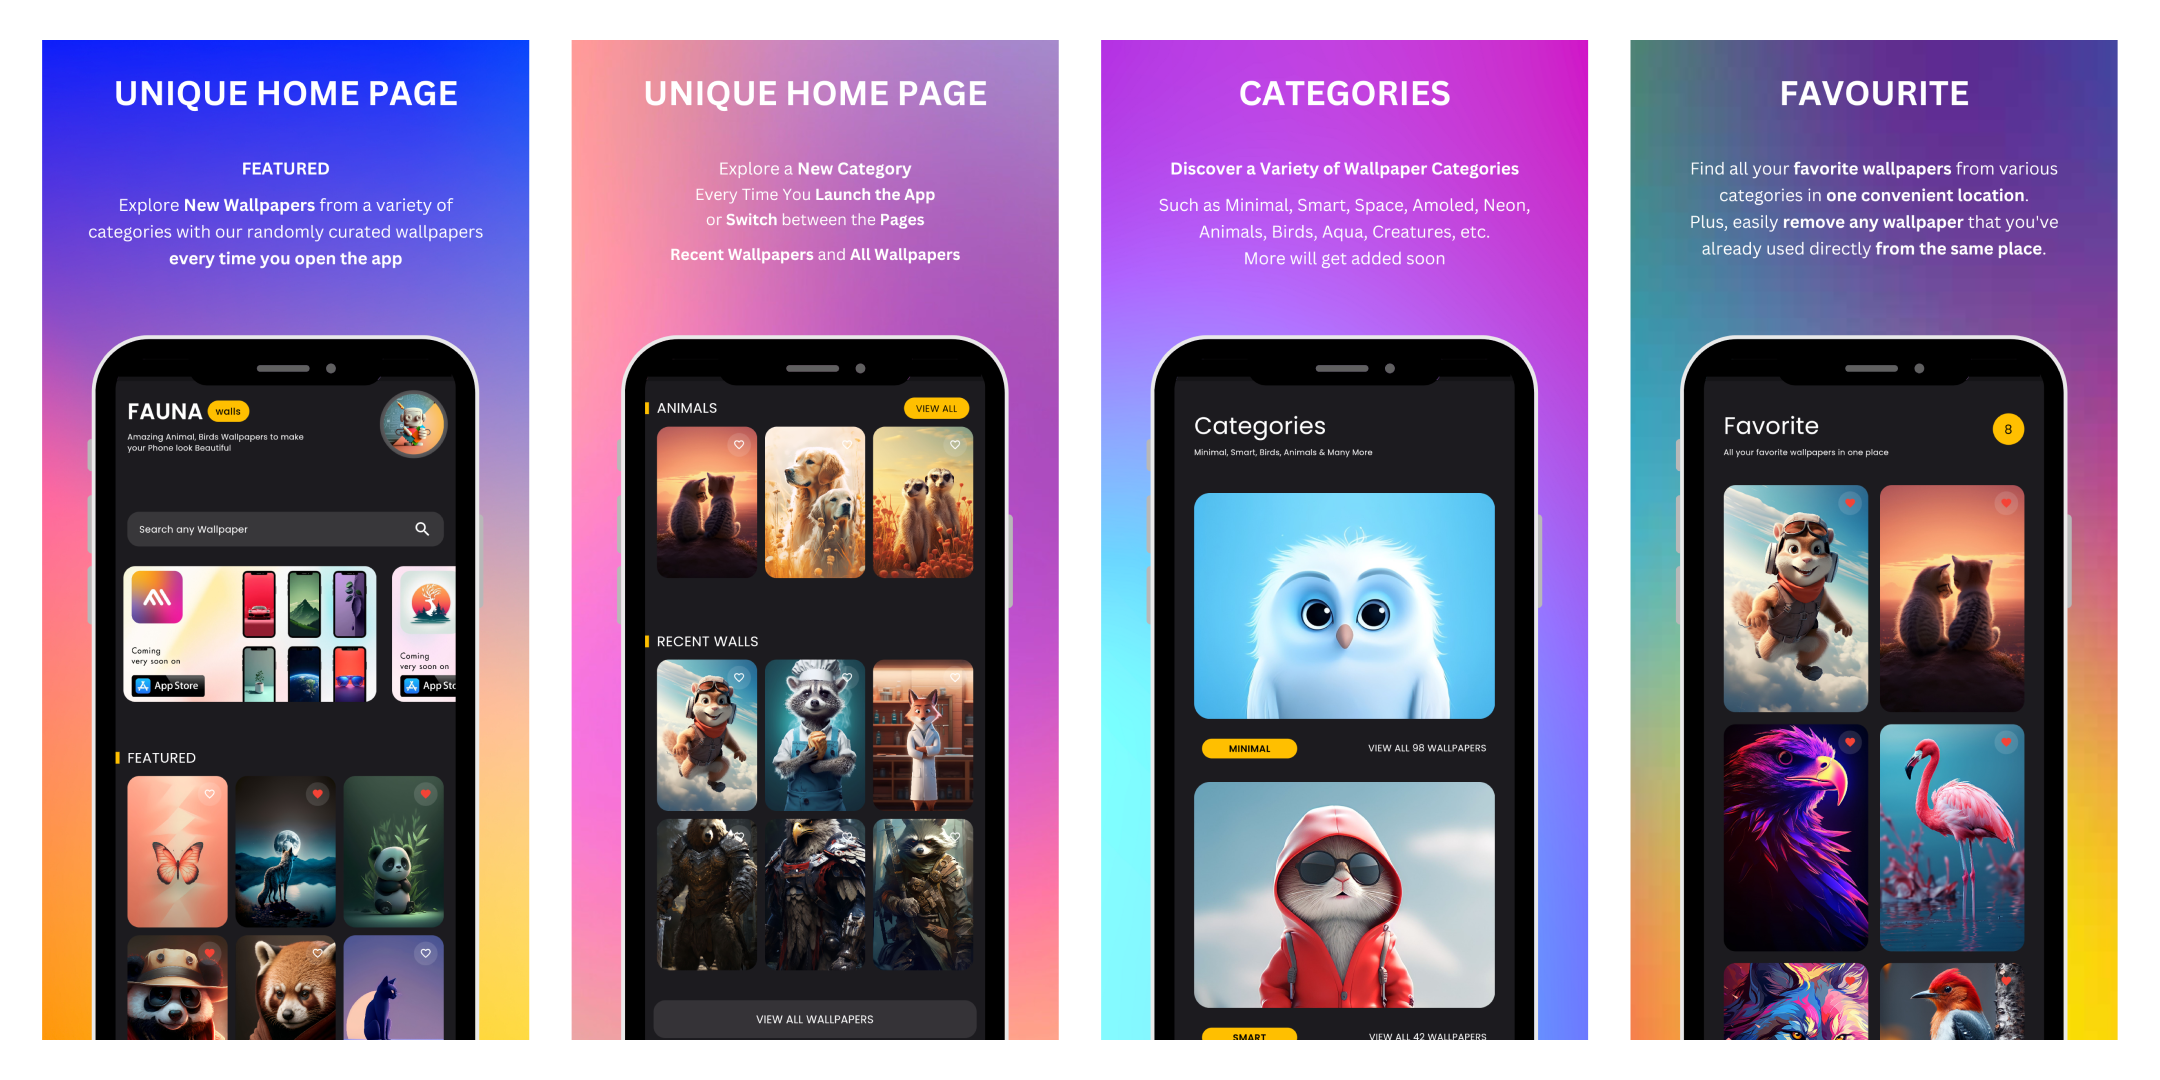 UNIQUE HOME PAGE
FEATURED
Explore New Wallpapers from a variety of
categories with our randomly curated wallpapers
every time you open the app
FAUNA walls
Amazing Animal, Birds Wallpapers to make
your Phone look Beautiful
Search any Wallpaper
Coming
very soon on
App Store
Coming
very soon on
App Sto
FEATURED
UNIQUE HOME PAGE
Explore a New Category
Every Time You Launch the App
or Switch between the Pages
Recent Wallpapers and All Wallpapers
ANIMALS
VIEW ALL
RECENT WALLS
VIEW ALL WALLPAPERS
CATEGORIES
Discover a Variety of Wallpaper Categories
Such as Minimal, Smart, Space, Amoled, Neon,
Animals, Birds, Aqua, Creatures, etc.
More will get added soon
Categories
Minimal, Smart, Birds, Animals & Many More
MINIMAL
VIEW ALL 98 WALLPAPERS
SMART
VIEW ALL 42 WALLPAPERS
FAVOURITE
Find all your favorite wallpapers from various
categories in one convenient location.
Plus, easily remove any wallpaper that you've
already used directly from the same place.
Favorite
8
All your favorite wallpapers in one place